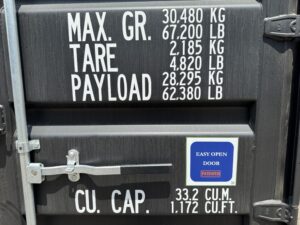 MAX. GR. 30.480 KG
67.200 LB
TARE 2.185 KG
4.820 LB
PAYLOAD 28.295 KG
62.380 LB
EASY OPEN
DOOR
CU. CAP. 33.2 CU.M.
1.172 CU.FT.